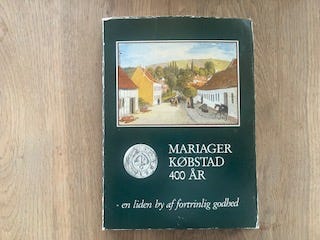 MARIAGER
KØBSTAD
400 ÅR
- en liden by af fortrinlig godhed